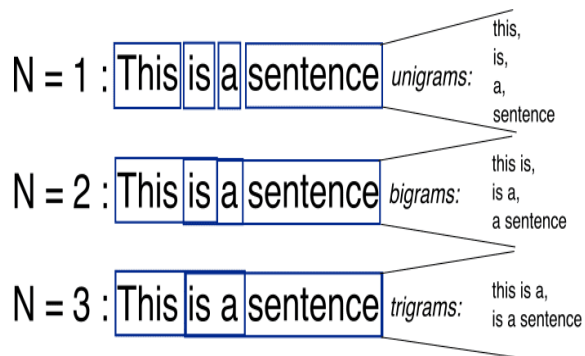 N = 1 : This is a sentence unigrams:
this,
is,
a,
sentence
N = 2 : This is a sentence bigrams:
this is,
is a,
a sentence
N = 3 : This is a sentence trigrams:
this is a,
is a sentence